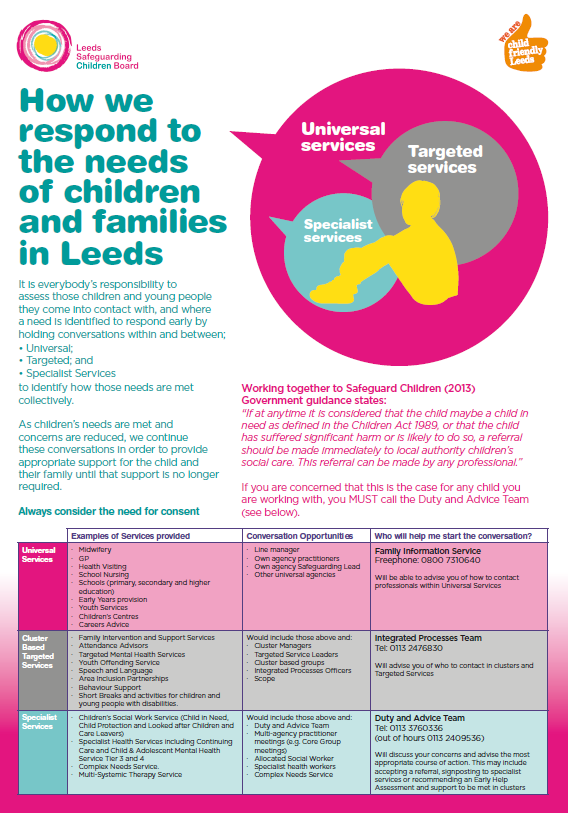 Leeds
Safeguarding
Children Board
we are
child
friendly
Leeds
How we
respond to
the needs
of children
and families
in Leeds
Universal
services
Targeted
services
Specialist
services
It is everybody's responsibility to
assess those children and young people
they come into contact with, and where
a need is identified to respond early by
holding conversations within and between;
• Universal;
• Targeted; and
• Specialist Services
to identify how those needs are met
collectively.
As children's needs are met and
concerns are reduced, we continue
these conversations in order to provide
appropriate support for the child and
their family until that support is no longer
required.
Always consider the need for consent
Working together to Safeguard Children (2013)
Government guidance states:
"If at anytime it is considered that the child maybe a child in
need as defined in the Children Act 1989, or that the child
has suffered significant harm or is likely to do so, a referral
should be made immediately to local authority children's
social care. This referral can be made by any professional."
If you are concerned that this is the case for any child you
are working with, you MUST call the Duty and Advice Team
(see below).
Examples of Services provided
Conversation Opportunities
Who will help me start the conversation?
Universal
Services
· Midwifery
· GP
· Health Visiting
· School Nursing
· Schools (primary, secondary and higher
education)
· Early Years provision
· Youth Services
· Children's Centres
· Careers Advice
· Line manager
· Own agency practitioners
· Own agency Safeguarding Lead
· Other universal agencies
Family Information Service
Freephone: 0800 7310640
Will be able to advise you of how to contact
professionals within Universal Services
Cluster
Based
Targeted
Services
· Family Intervention and Support Services
· Attendance Advisors
· Targeted Mental Health Services
· Youth Offending Service
· Speech and Language
· Area Inclusion Partnerships
· Behaviour Support
· Short Breaks and activities for children and
young people with disabilities.
Would include those above and:
· Cluster Managers
· Targeted Service Leaders
· Cluster based groups
· Integrated Processes Officers
· Scope
Integrated Processes Team
Tel: 0113 2476830
Will advise you of who to contact in clusters and
Targeted Services
Specialist
Services
· Children's Social Work Service (Child in Need,
Child Protection and Looked after Children and
Care Leavers)
· Specialist Health Services including Continuing
Care and Child & Adolescent Mental Health
Service Tier 3 and 4
· Complex Needs Service.
· Multi-Systemic Therapy Service
Would include those above and:
· Duty and Advice Team
· Multi-agency practitioner
meetings (e.g. Core Group
meetings)
· Allocated Social Worker
· Specialist health workers
· Complex Needs Service
Duty and Advice Team
Tel: 0113 3760336
(out of hours 0113 2409536)
Will discuss your concerns and advise the most
appropriate course of action. This may include
accepting a referral, signposting to specialist
services or recommending an Early Help
Assessment and support to be met in clusters